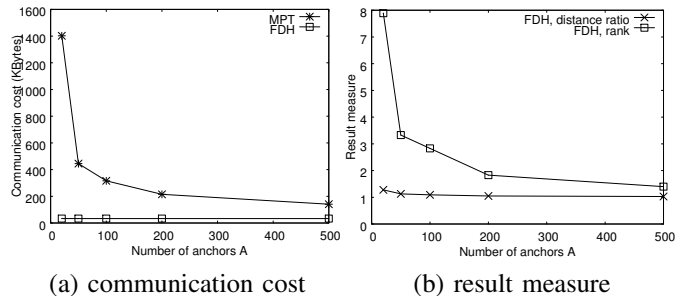 1600
1400
1200
1000
800
600
400
200
0
0 100 200 300 400 500
Communication cost (KBytes)
Number of anchors A
MPT
FDH
(a) communication cost
8
7
6
5
4
3
2
1
0
0 100 200 300 400 500
Result measure
Number of anchors A
FDH, distance ratio
FDH, rank
(b) result measure